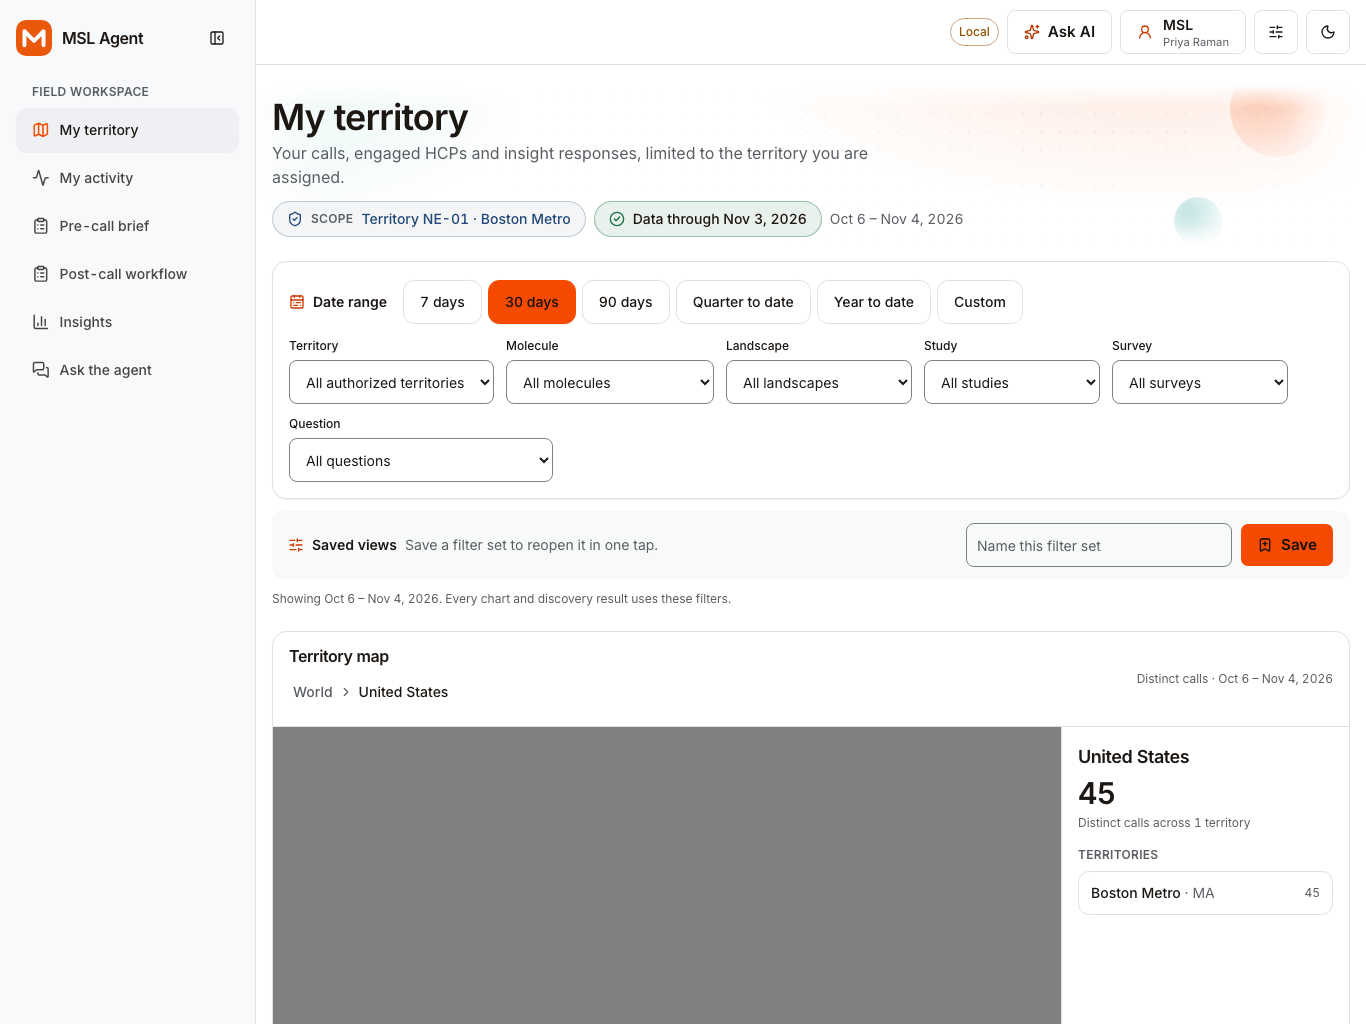 MSL Agent
FIELD WORKSPACE
My territory
My activity
Pre-call brief
Post-call workflow
Insights
Ask the agent
Local
Ask AI
MSL
Priya Raman
My territory
Your calls, engaged HCPs and insight responses, limited to the territory you are
assigned.
SCOPE Territory NE-01 · Boston Metro
Data through Nov 3, 2026
Oct 6 – Nov 4, 2026
Date range
7 days
30 days
90 days
Quarter to date
Year to date
Custom
Territory
Molecule
Landscape
Study
Survey
All authorized territories
All molecules
All landscapes
All studies
All surveys
Question
All questions
Saved views Save a filter set to reopen it in one tap.
Name this filter set
Save
Showing Oct 6 – Nov 4, 2026. Every chart and discovery result uses these filters.
Territory map
World > United States
Distinct calls · Oct 6 – Nov 4, 2026
United States
45
Distinct calls across 1 territory
TERRITORIES
Boston Metro · MA 45